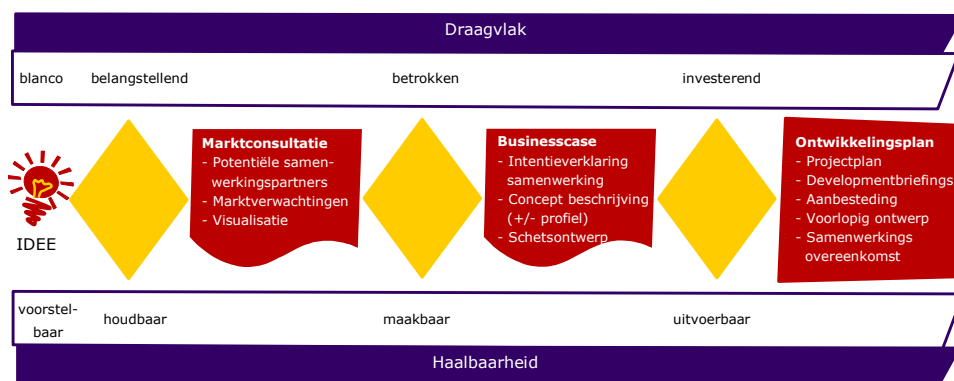 Draagvlak
blanco
belangstellend
betrokken
investerend
IDEE
Marktconsultatie
- Potentiële samen-
werkingspartners
- Marktverwachtingen
- Visualisatie
Businesscase
- Intentieverklaring
samenwerking
- Concept beschrijving
(+/- profiel)
- Schetsontwerp
Ontwikkelingsplan
- Projectplan
- Developmentbriefings
- Aanbesteding
- Voorlopig ontwerp
- Samenwerkings
overeenkomst
voorstel-
baar
houdbaar
maakbaar
uitvoerbaar
Haalbaarheid